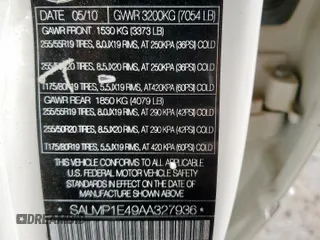 DATE 05/10 GVWR 3200KG (7054 LB)
GAWR FRONT 1530 KG (3373 LB)
255/55R19 TIRES, 8.0JX19 RIMS, AT 250KPA (36PSI) COLD
20 TIRES, 8.5JX20 RIMS, AT 250KPA (36PSI) COLD
T175/80R19 TIRES, 5.5JX19 RIMS, AT 420 KPA (60PSI) COLD
GAWR REAR 1850 KG (4079 LB)
255/55R19 TIRES, 8.0JX19 RIMS, AT 290 KPA (42PSI) COLD
255/50R20 TIRES, 8.5JX20 RIMS, AT 290 KPA (42PSI) COLD
T175/80R19 TIRES, 5.5JX19 RIMS, AT 420 KPA (60PSI) COLD
THIS VEHICLE CONFORMS TO ALL APPLICABLE
U.S. FEDERAL MOTOR VEHICLE SAFETY
STANDARDS IN EFFECT ON THE DATE OF
MANUFACTURE SHOWN ABOVE
SALMP1E49AA327936